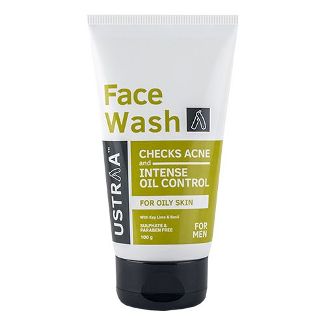 Face
Wash
USTRAA™
CHECKS ACNE
and
INTENSE
OIL CONTROL
FOR OILY SKIN
With Key Lime & Basil
SULPHATE &
PARABEN FREE
100 g
FOR
MEN